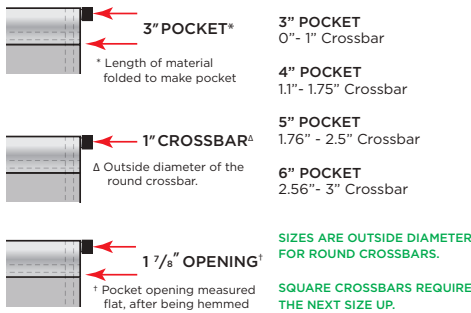 3" POCKET*
* Length of material
folded to make pocket
1" CROSSBAR∆
∆ Outside diameter of the
round crossbar.
1 ⁷/₈" OPENING†
† Pocket opening measured
flat, after being hemmed
3” POCKET
0”- 1” Crossbar
4” POCKET
1.1”- 1.75” Crossbar
5” POCKET
1.76” - 2.5” Crossbar
6” POCKET
2.56”- 3” Crossbar
SIZES ARE OUTSIDE DIAMETER
FOR ROUND CROSSBARS.
SQUARE CROSSBARS REQUIRE
THE NEXT SIZE UP.